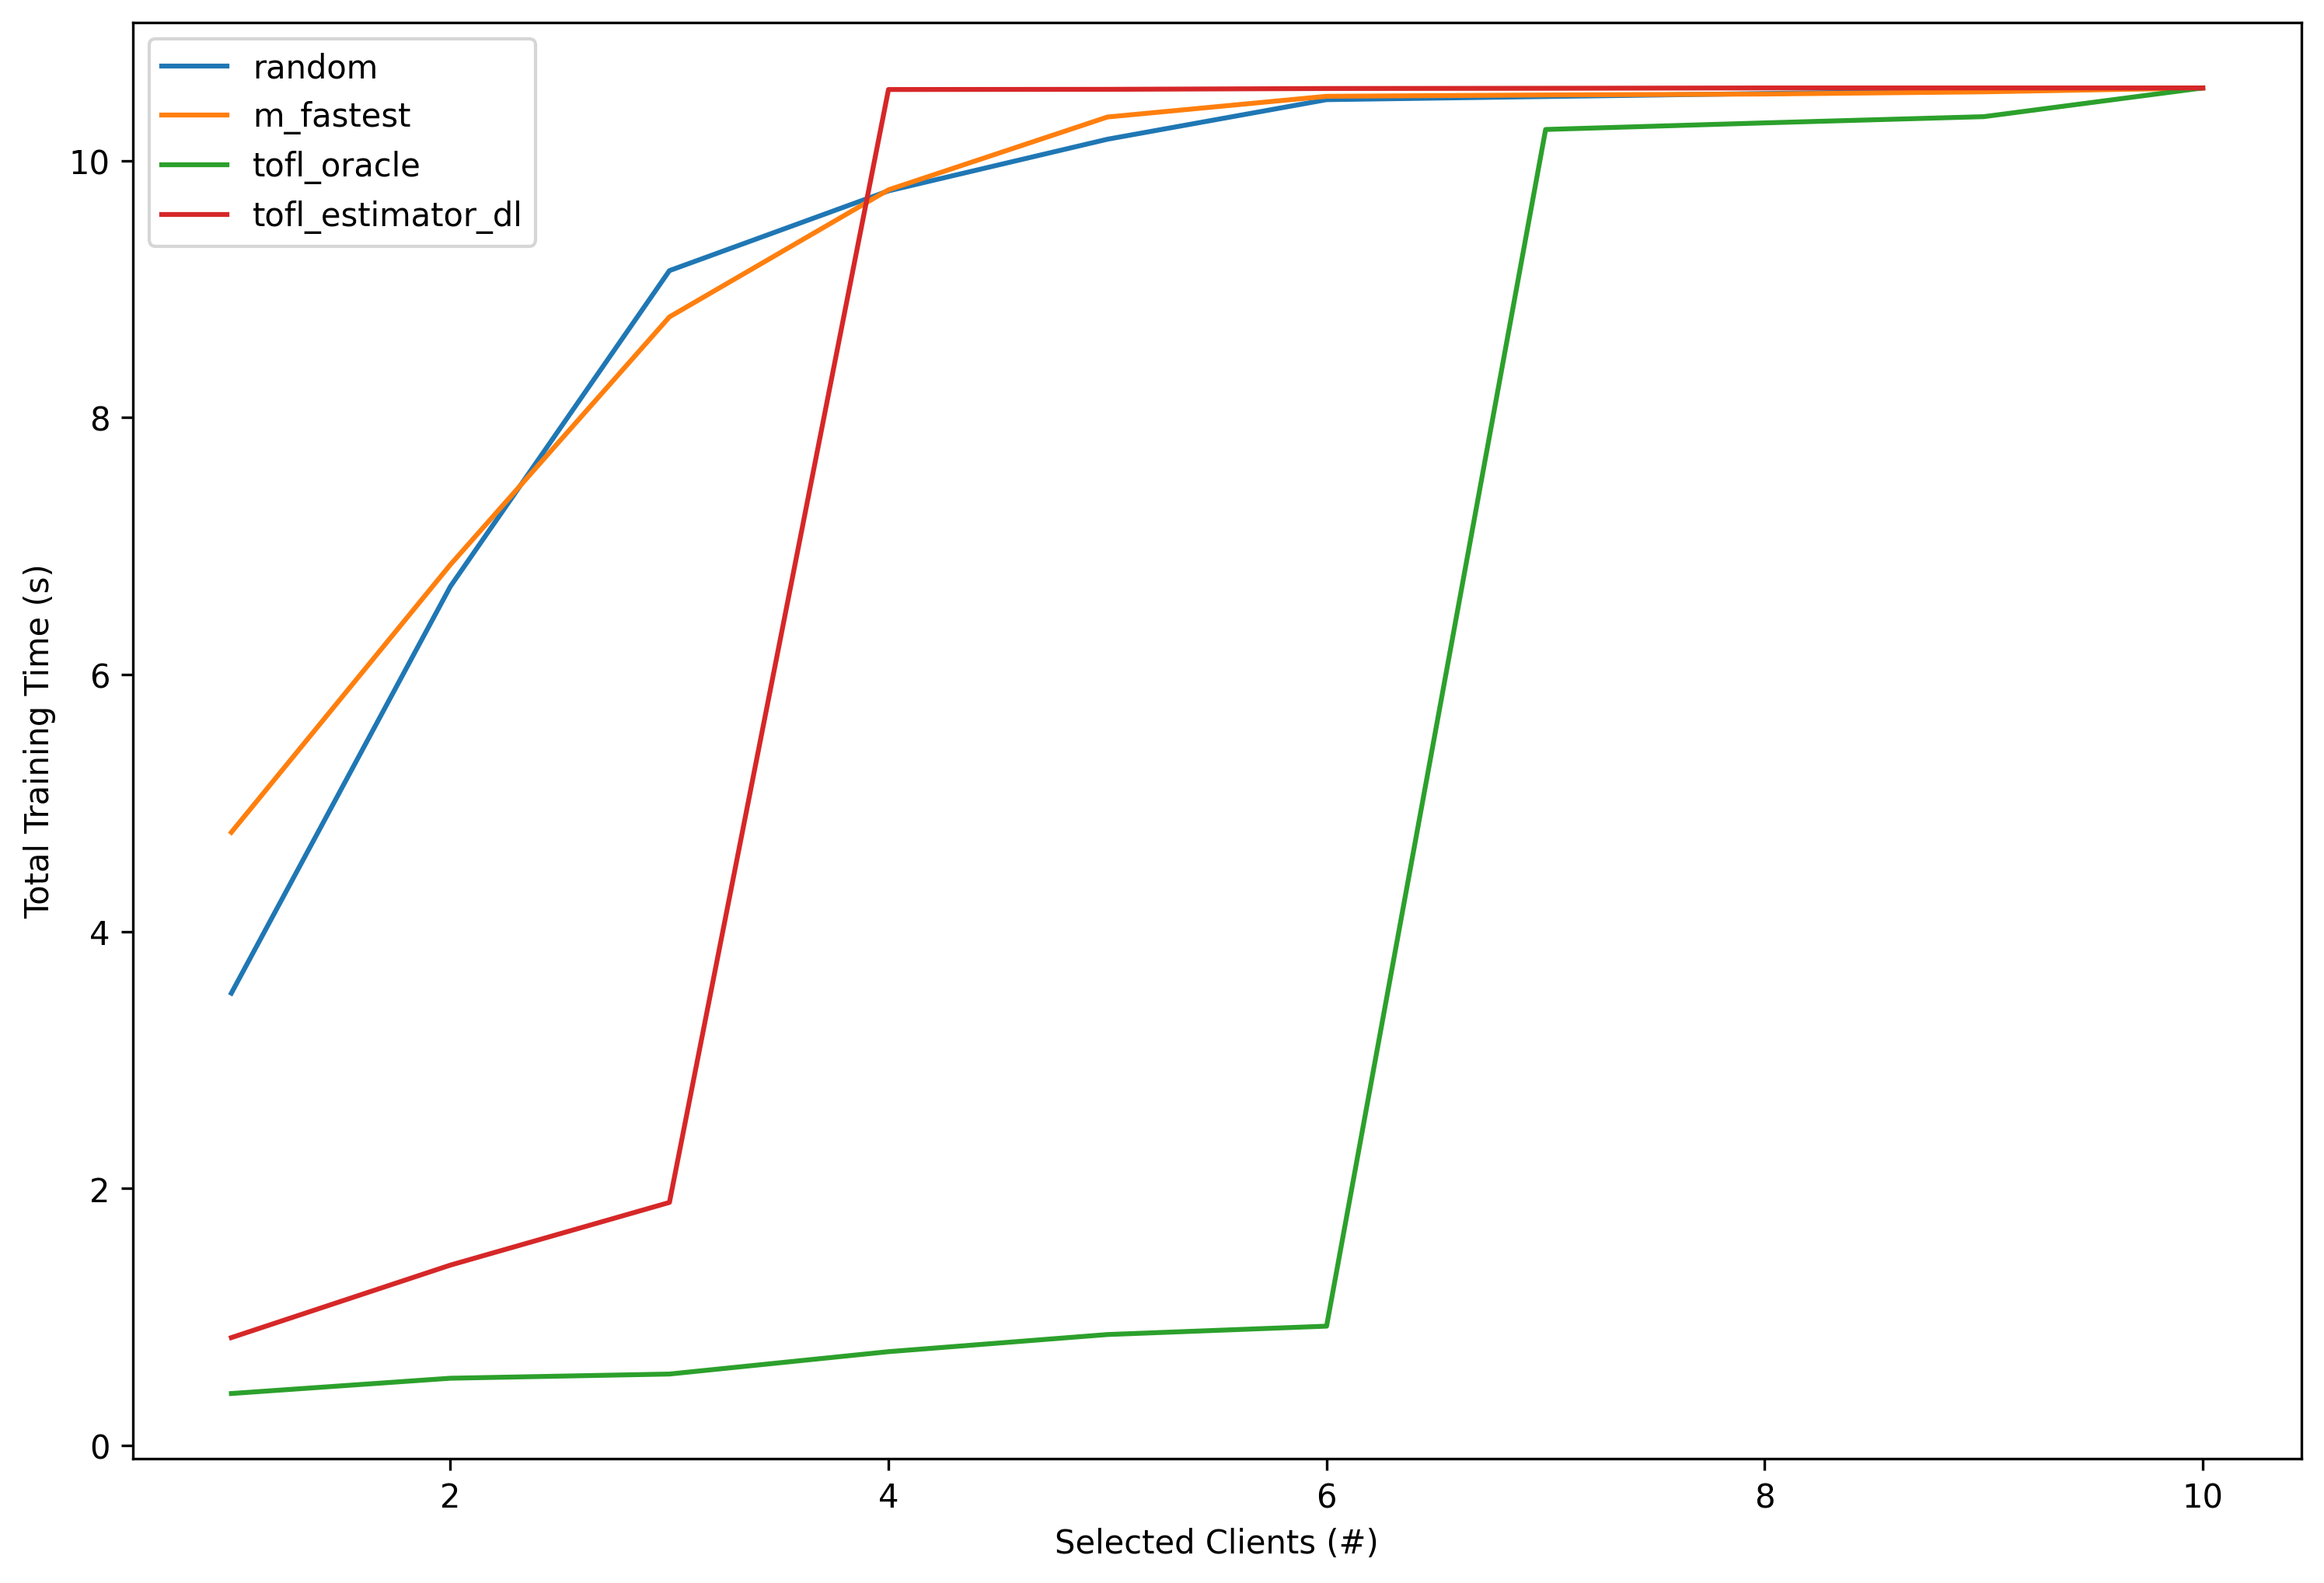 random
m_fastest
tofl_oracle
tofl_estimator_dl
10
8
6
4
2
0
Total Training Time (s)
2 4 6 8 10
Selected Clients (#)